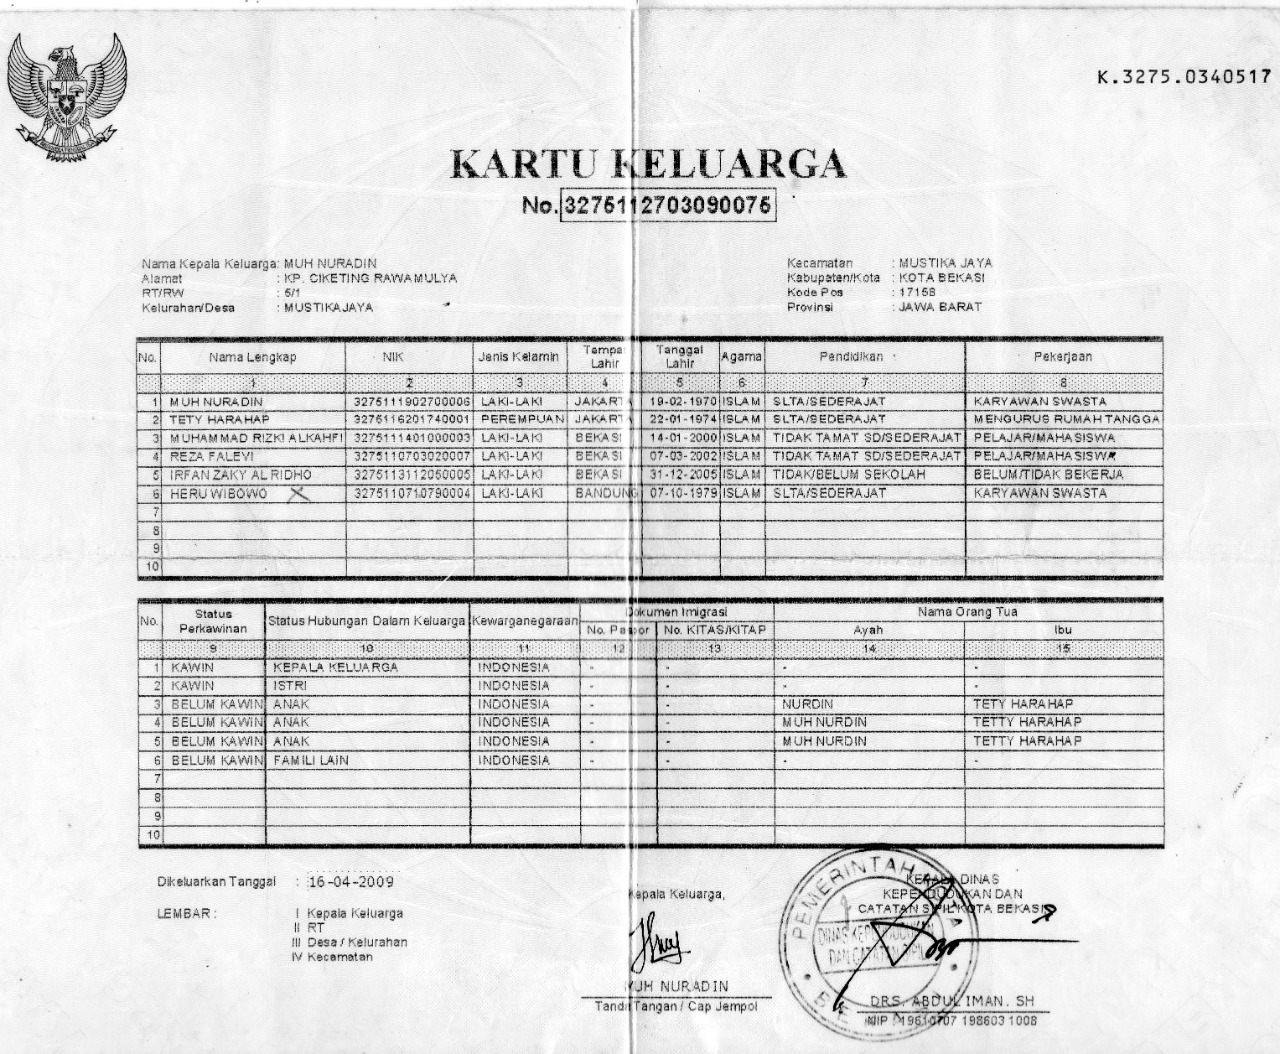 K.3275.0340517
KARTU KELUARGA
No. 3275112703090075
Nama Kepala Keluarga: MUH NURADIN
Alamat : KP. CIKETING RAWAMULYA
RT/RW : 5/1
Kelurahan/Desa : MUSTIKAJAYA
Kecamatan : MUSTIKA JAYA
Kabupaten/Kota : KOTA BEKASI
Kode Pos : 17158
Provinsi : JAWA BARAT
No. Nama Lengkap NIK Jenis Kelamin Tempat Lahir Tanggal Lahir Agama Pendidikan Pekerjaan
1 2 3 4 5 6 7 8
1 MUH NURADIN 3275111902700006 LAKI-LAKI JAKARTA 19-02-1970 ISLAM SLTA/SEDERAJAT KARYAWAN SWASTA
2 TETY HARAHAP 3275116201740001 PEREMPUAN JAKARTA 22-01-1974 ISLAM SLTA/SEDERAJAT MENGURUS RUMAH TANGGA
3 MUHAMMAD RIZKI ALKAHFI 3275111401000003 LAKI-LAKI BEKASI 14-01-2000 ISLAM TIDAK TAMAT SD/SEDERAJAT PELAJAR/MAHASISWA
4 REZA FALEVI 3275110703020007 LAKI-LAKI BEKASI 07-03-2002 ISLAM TIDAK TAMAT SD/SEDERAJAT PELAJAR/MAHASISWA
5 IRFAN ZAKY AL RIDHO 3275113112050005 LAKI-LAKI BEKASI 31-12-2005 ISLAM TIDAK/BELUM SEKOLAH BELUM/TIDAK BEKERJA
6 HERU WIBOWO 3275110710790004 LAKI-LAKI BANDUNG 07-10-1979 ISLAM SLTA/SEDERAJAT KARYAWAN SWASTA
7
8
9
10
No. Status Perkawinan Status Hubungan Dalam Keluarga Kewarganegaraan Dokumen Imigrasi Nama Orang Tua
No. Paspor No. KITAS/KITAP Ayah Ibu
9 10 11 12 13 14 15
1 KAWIN KEPALA KELUARGA INDONESIA - - - -
2 KAWIN ISTRI INDONESIA - - - -
3 BELUM KAWIN ANAK INDONESIA - - NURDIN TETY HARAHAP
4 BELUM KAWIN ANAK INDONESIA - - MUH NURDIN TETTY HARAHAP
5 BELUM KAWIN ANAK INDONESIA - - MUH NURDIN TETTY HARAHAP
6 BELUM KAWIN FAMILI LAIN INDONESIA - - - -
7
8
9
10
Dikeluarkan Tanggal : 16-04-2009
LEMBAR : I Kepala Keluarga
II RT
III Desa / Kelurahan
IV Kecamatan
Kepala Keluarga,
MUH NURADIN
Tanda Tangan / Cap Jempol
KEPALA DINAS
KEPENDUDUKAN DAN
CATATAN SIPIL KOTA BEKASI
PEMERINTAH KOTA
DINAS KEPENDUDUKAN
DAN CATATAN SIPIL
BEKASI
DRS. ABDUL IMAN. SH
NIP : 19610707 198603 1008